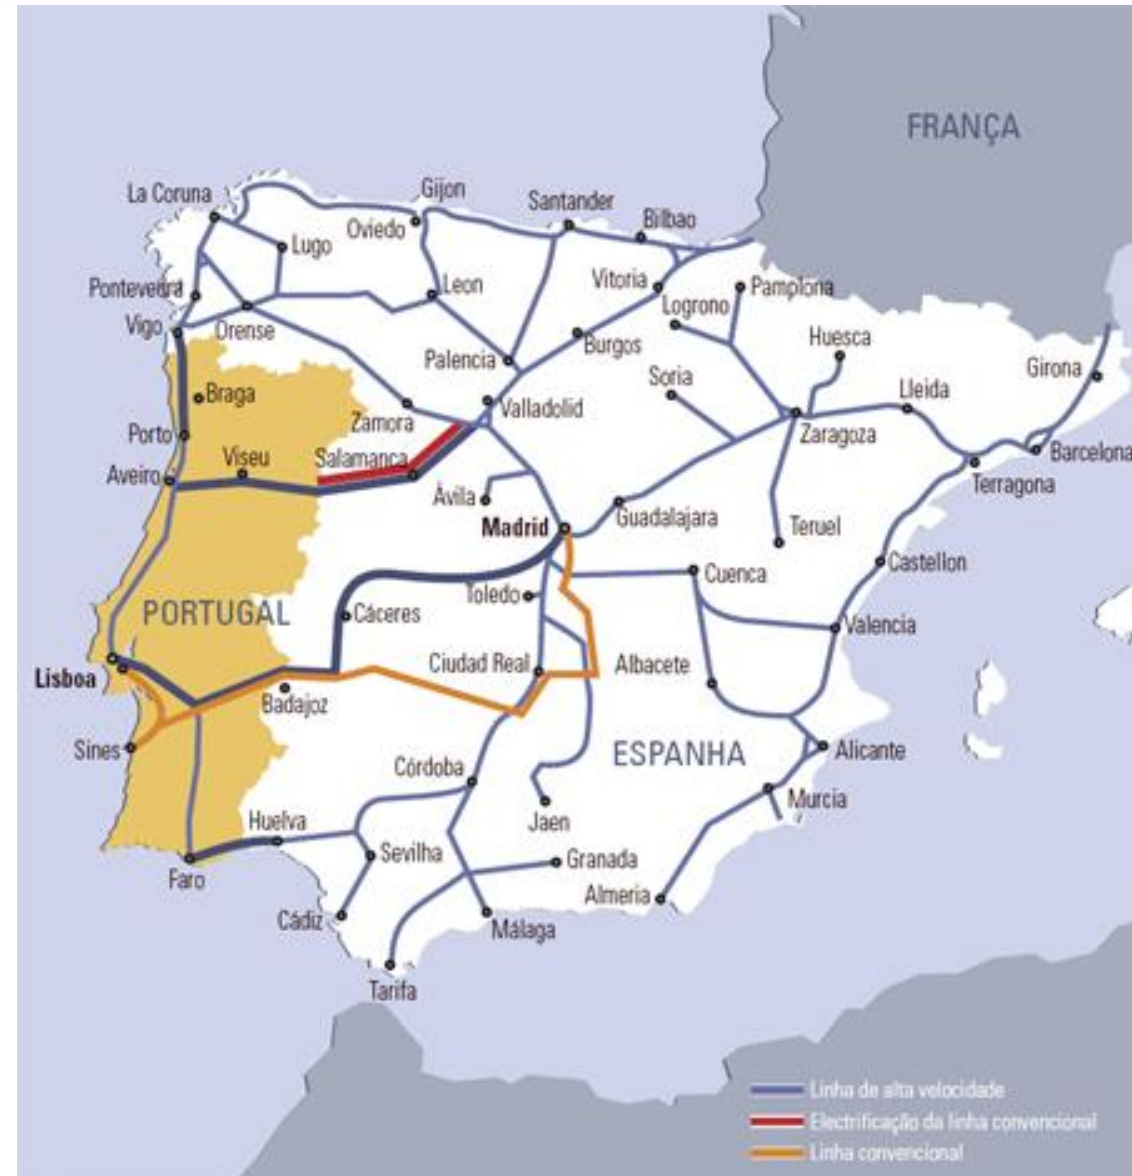 FRANÇA
La Coruna
Gijon
Santander
Oviedo
Bilbao
Lugo
Pontevedra
Leon
Vitoria
Pamplona
Logrono
Vigo
Orense
Burgos
Huesca
Palencia
Soria
Girona
Lleida
Braga
Valladolid
Zamora
Zaragoza
Porto
Viseu
Salamanca
Barcelona
Aveiro
Terragona
Ávila
Guadalajara
Madrid
Teruel
Castellon
Cuenca
Toledo
PORTUGAL
Cáceres
Valencia
Lisboa
Ciudad Real
Albacete
Badajoz
Sines
ESPANHA
Alicante
Córdoba
Murcia
Huelva
Jaen
Sevilha
Granada
Faro
Almeria
Cádiz
Málaga
Tarifa
Linha de alta velocidade
Electrificação da linha convencional
Linha convencional